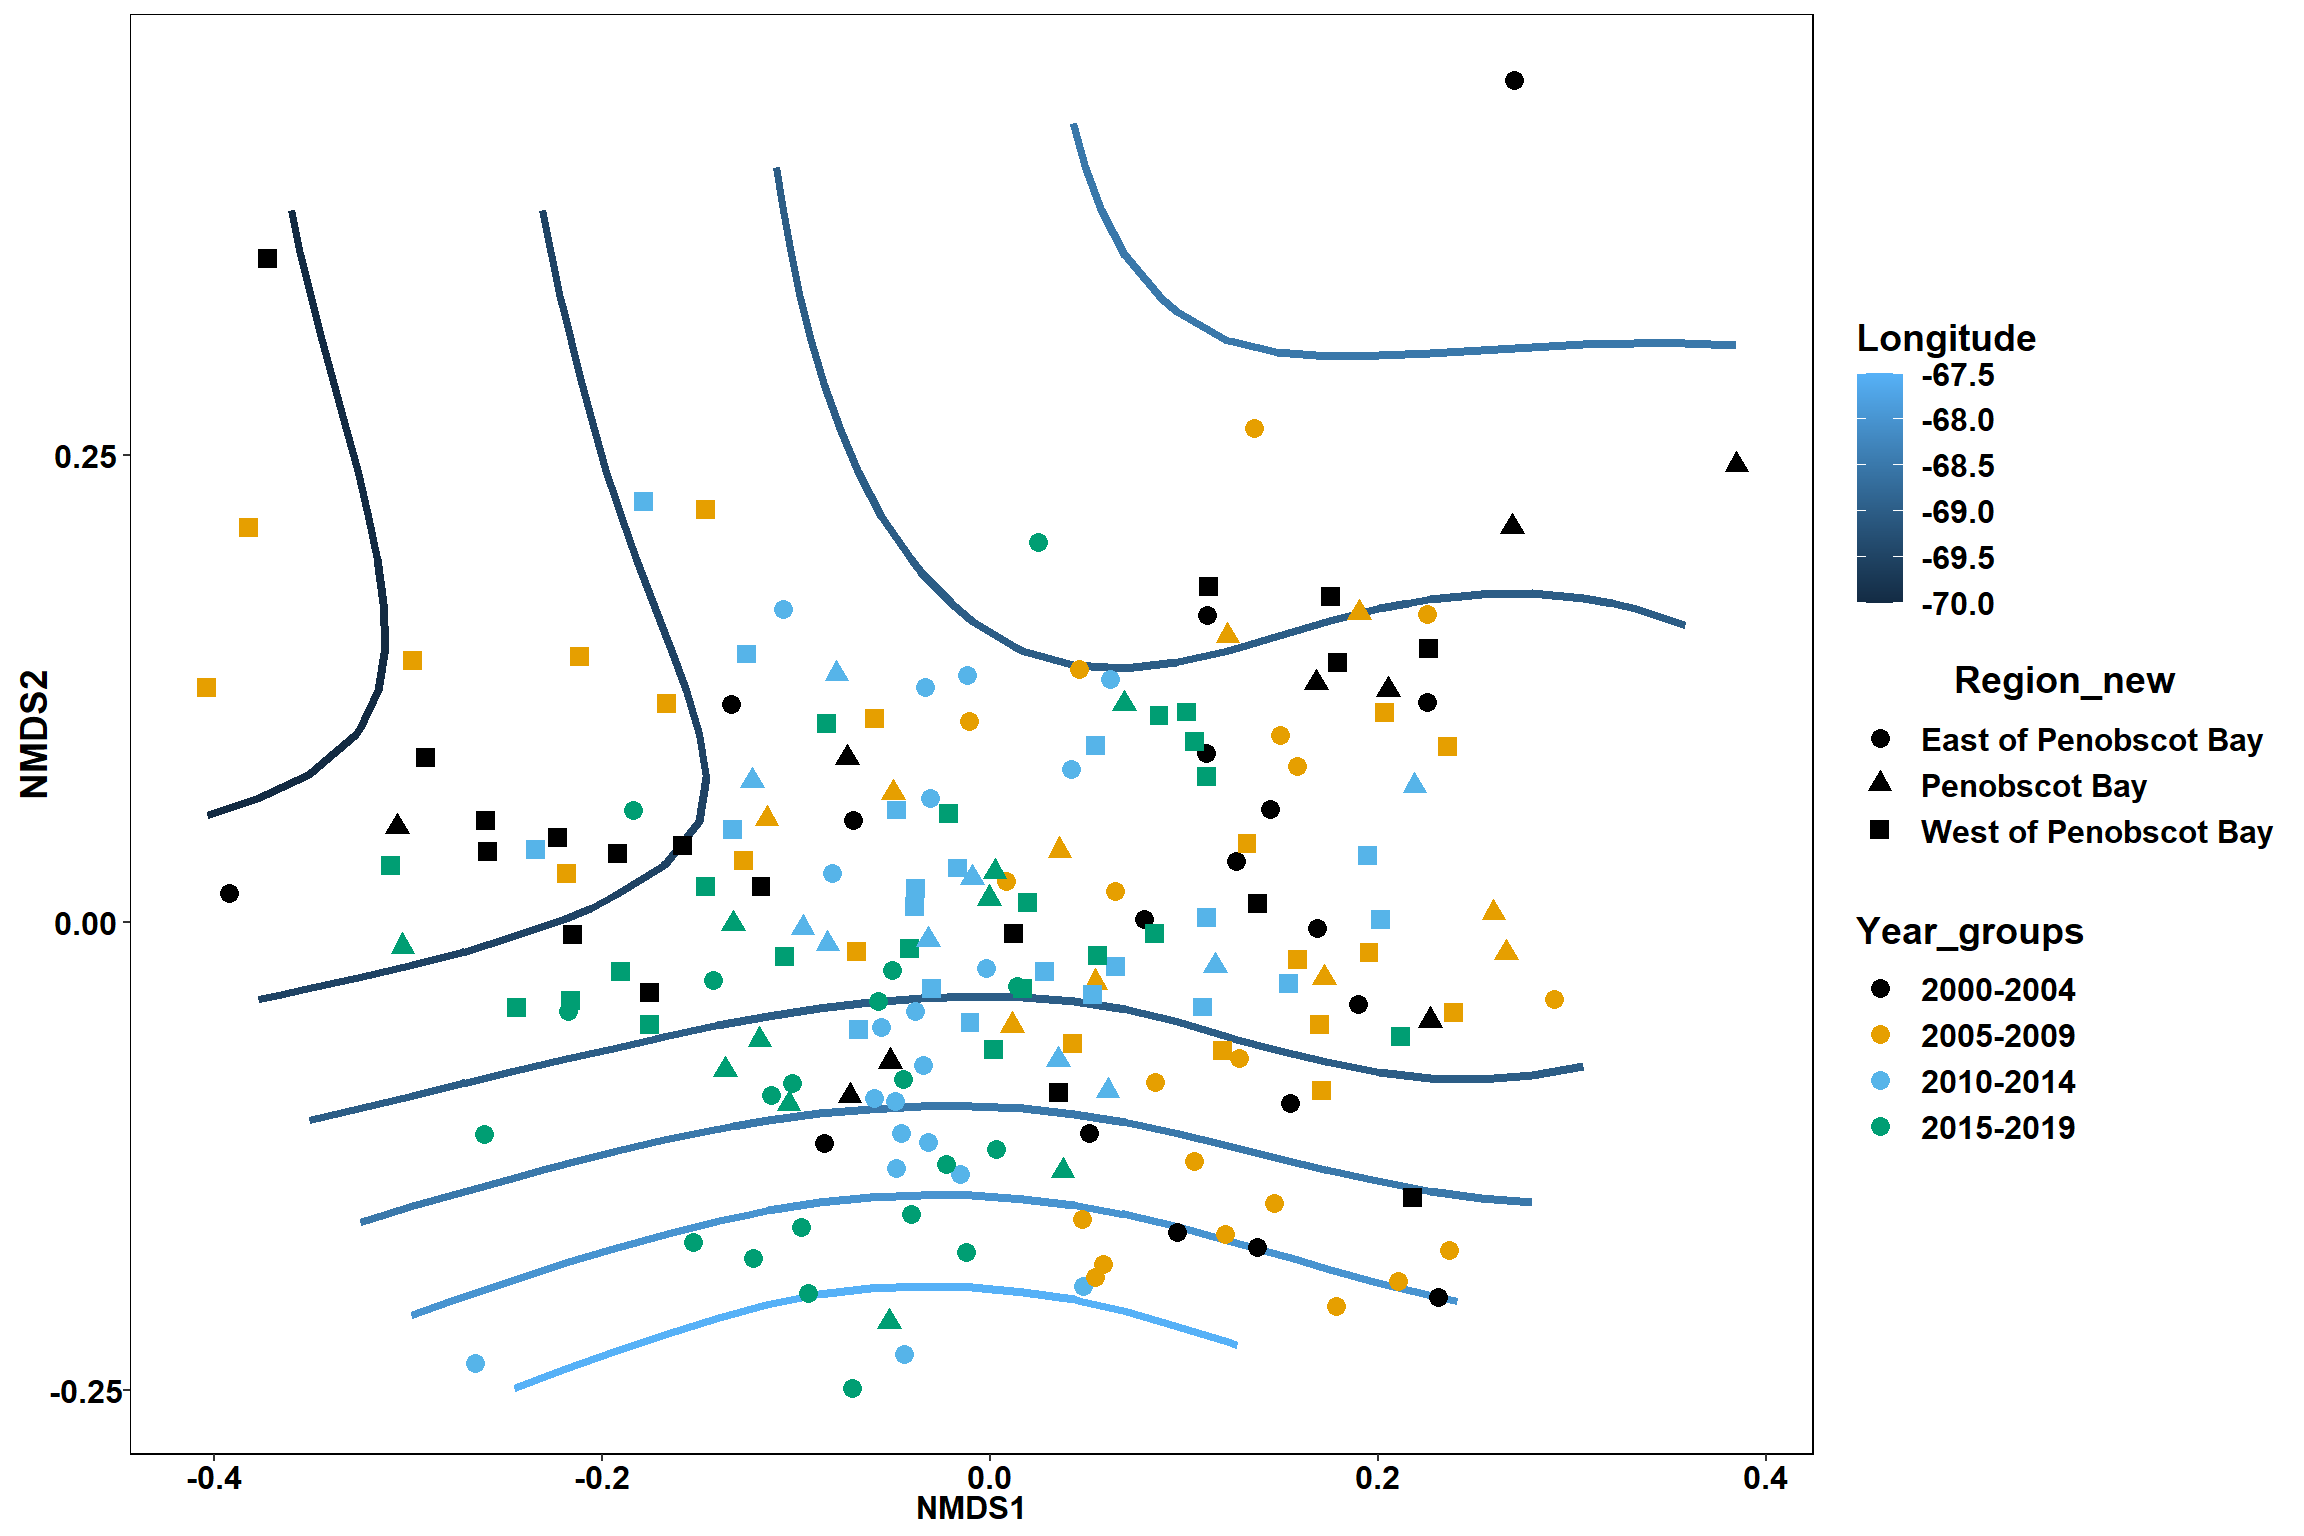 NMDS2
0.25
0.00
-0.25
-0.4
-0.2
0.0
0.2
0.4
NMDS1
Longitude
-67.5
-68.0
-68.5
-69.0
-69.5
-70.0
Region_new
East of Penobscot Bay
Penobscot Bay
West of Penobscot Bay
Year_groups
2000-2004
2005-2009
2010-2014
2015-2019